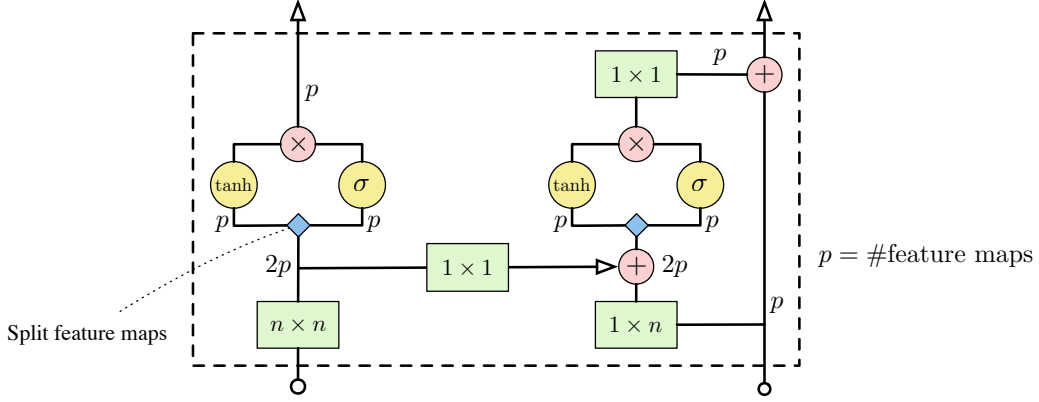 p
1 × 1
p
+
×
×
tanh
σ
tanh
σ
p
p
p
p
2p
1 × 1
+
2p
p = #feature maps
n × n
1 × n
p
Split feature maps